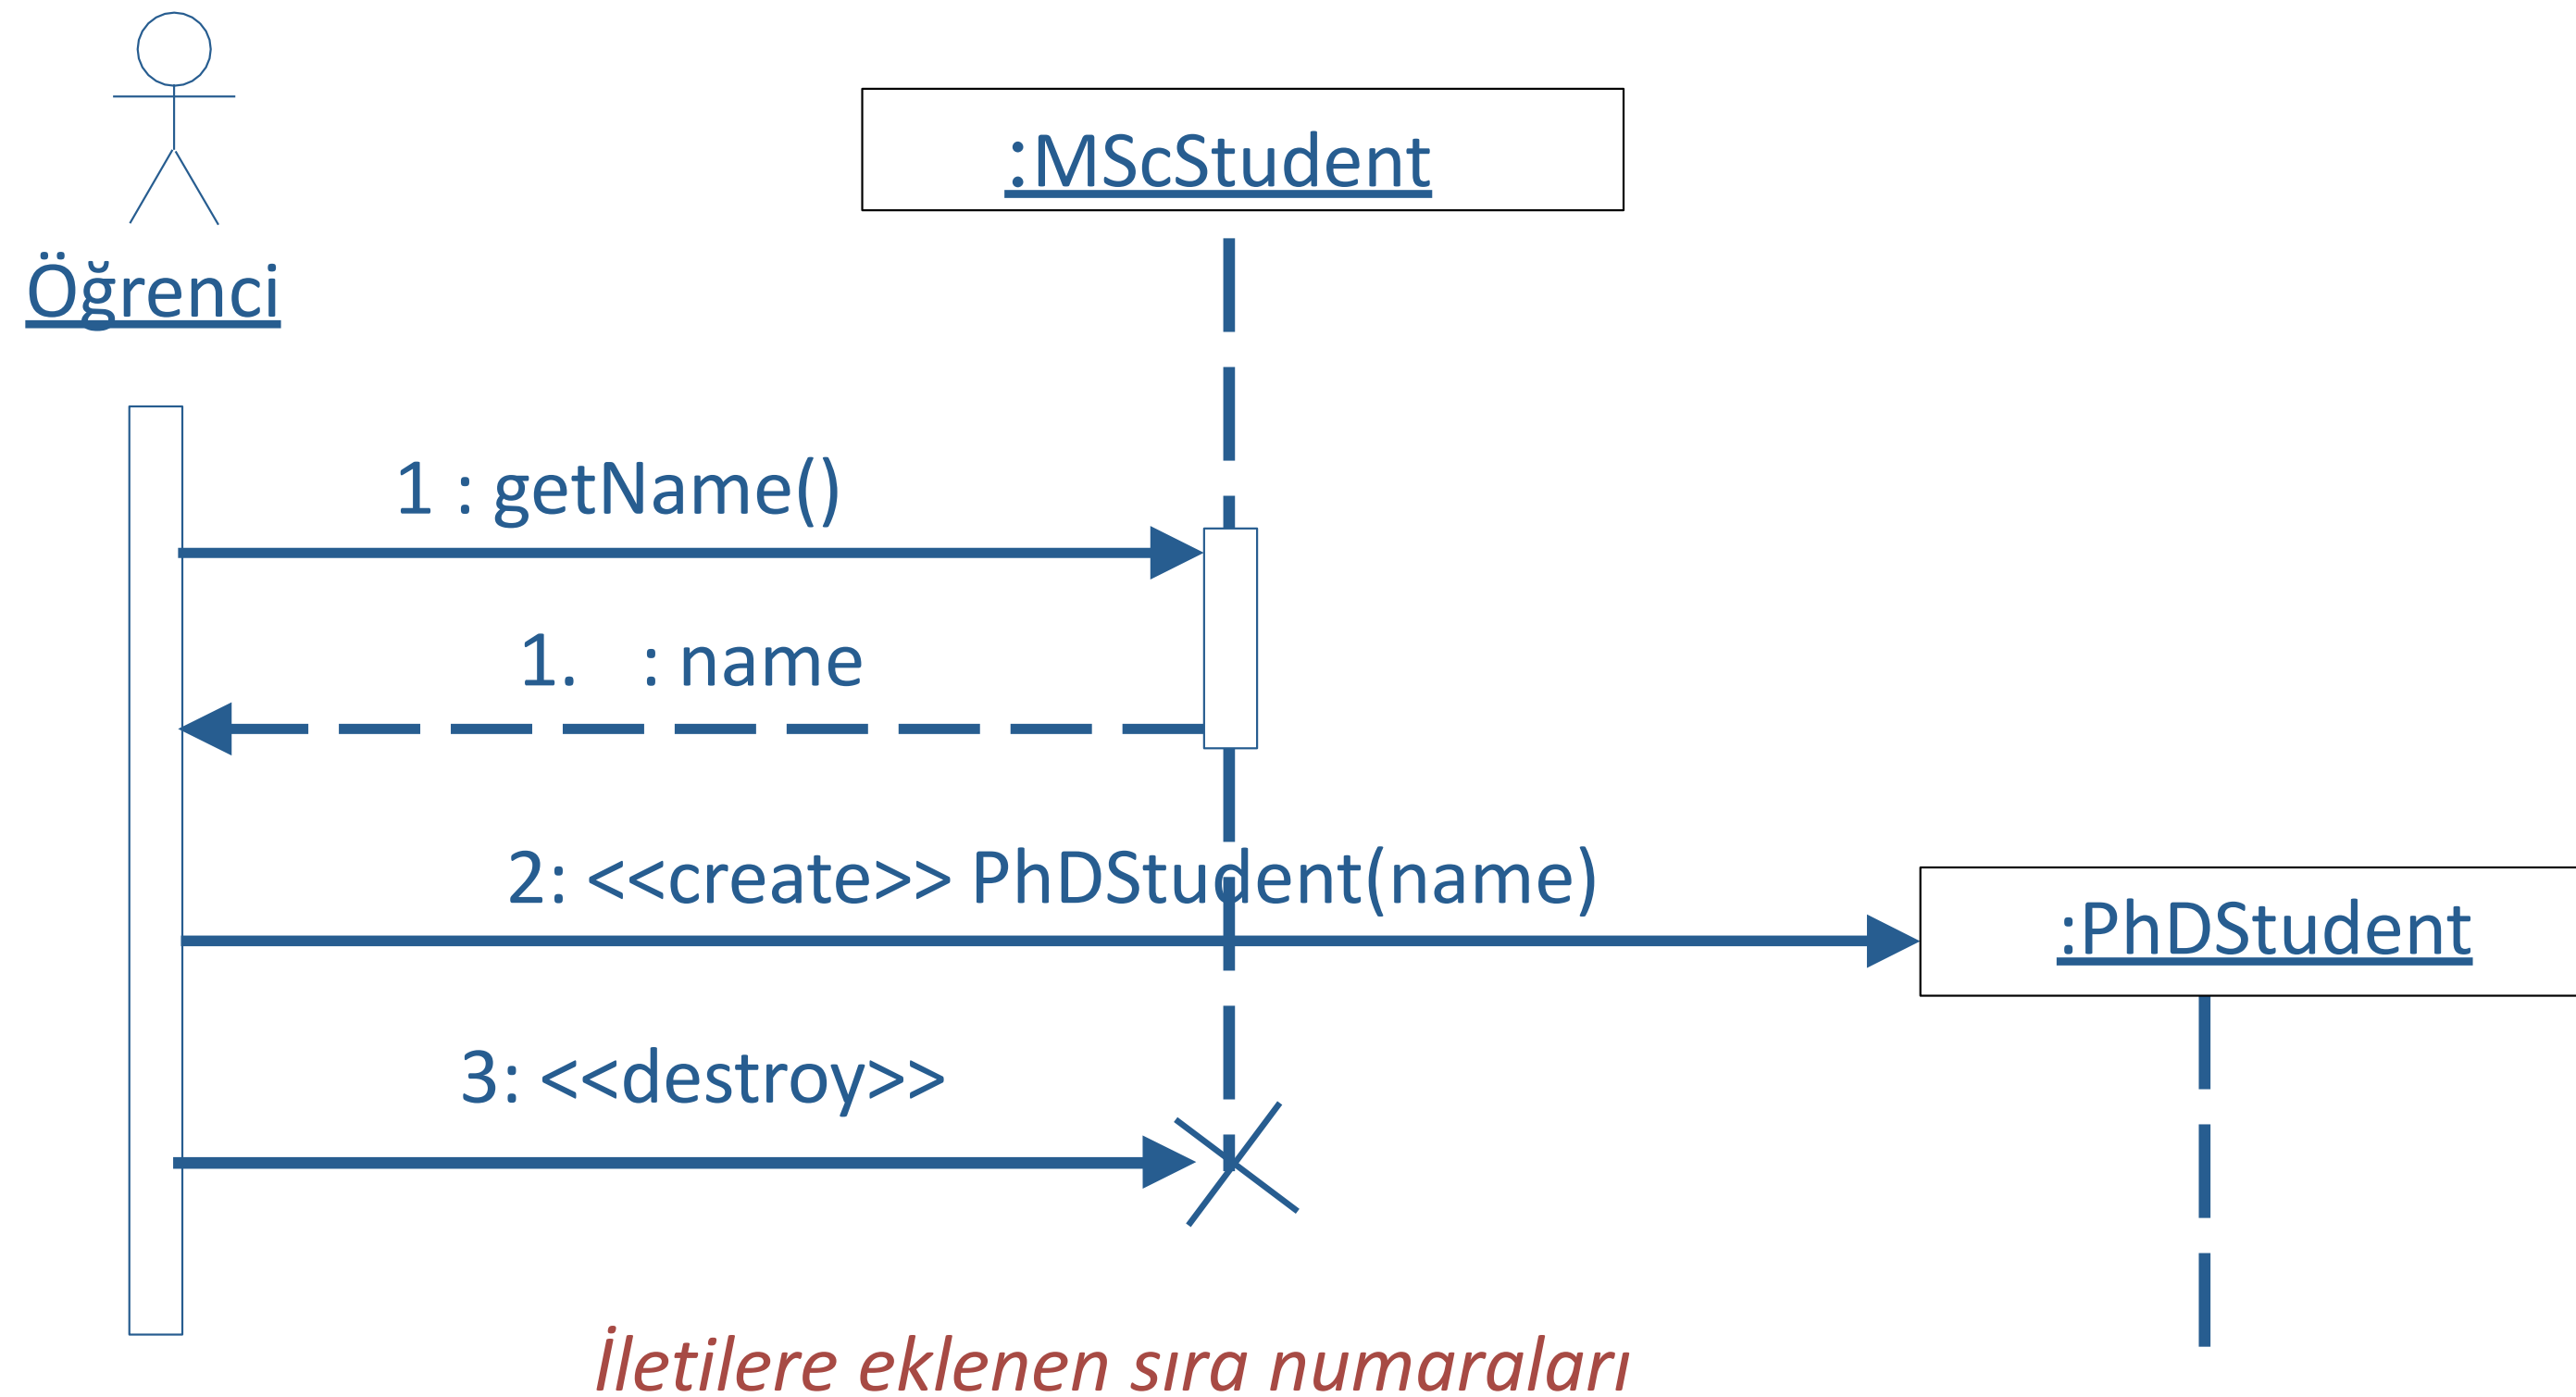 :MScStudent
Öğrenci
1 : getName()
1. : name
2: <<create>> PhDStudent(name)
:PhDStudent
3: <<destroy>>
İletilere eklenen sıra numaraları